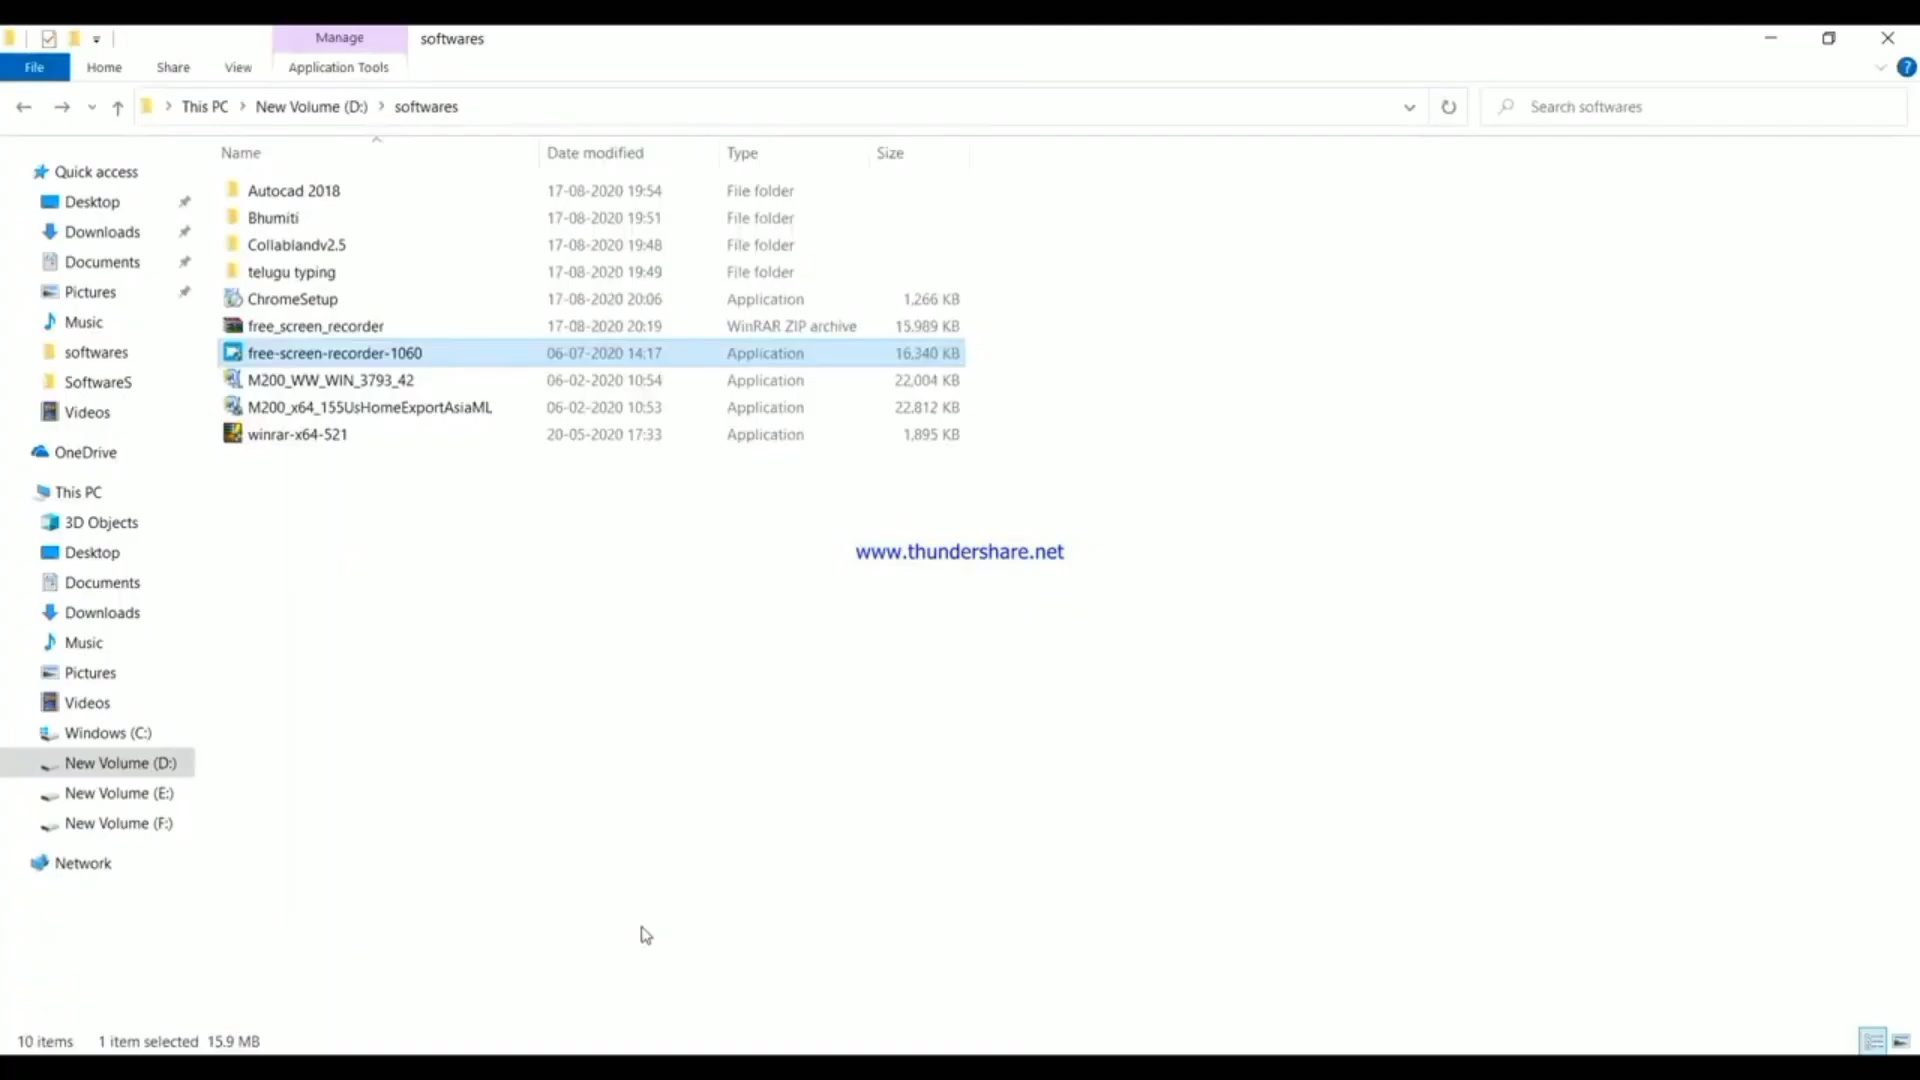 Manage softwares
File Home Share View Application Tools
This PC New Volume (D:) softwares Search softwares
Name Date modified Type Size
Quick access
Desktop
Downloads
Documents
Pictures
Music
softwares
SoftwareS
Videos
OneDrive
This PC
3D Objects
Desktop
Documents
Downloads
Music
Pictures
Videos
Windows (C:)
New Volume (D:)
New Volume (E:)
New Volume (F:)
Network
Autocad 2018 17-08-2020 19:54 File folder
Bhumiti 17-08-2020 19:51 File folder
Collablandv2.5 17-08-2020 19:48 File folder
telugu typing 17-08-2020 19:49 File folder
ChromeSetup 17-08-2020 20:06 Application 1,266 KB
free_screen_recorder 17-08-2020 20:19 WinRAR ZIP archive 15,989 KB
free-screen-recorder-1060 06-07-2020 14:17 Application 16,340 KB
M200_WW_WIN_3793_42 06-02-2020 10:54 Application 22,004 KB
M200_x64_155UsHomeExportAsiaML 06-02-2020 10:53 Application 22,812 KB
winrar-x64-521 20-05-2020 17:33 Application 1,895 KB
www.thundershare.net
10 items 1 item selected 15.9 MB